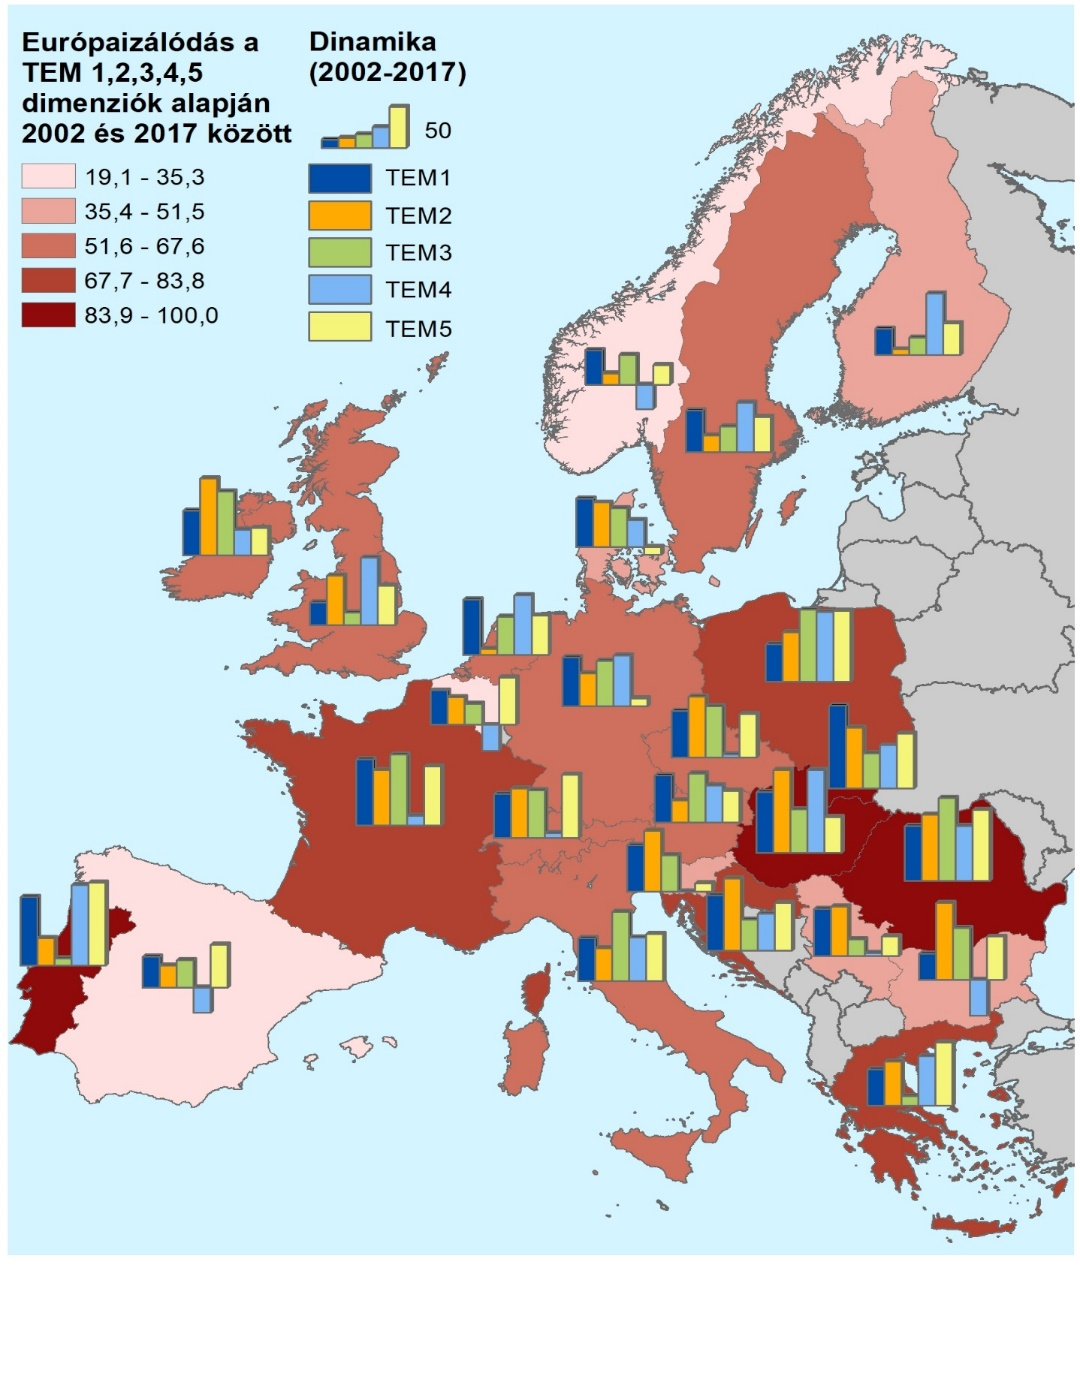 Európaizálódás a
TEM 1,2,3,4,5
dimenziók alapján
2002 és 2017 között
19,1 - 35,3
35,4 - 51,5
51,6 - 67,6
67,7 - 83,8
83,9 - 100,0
Dinamika
(2002-2017)
50
TEM1
TEM2
TEM3
TEM4
TEM5